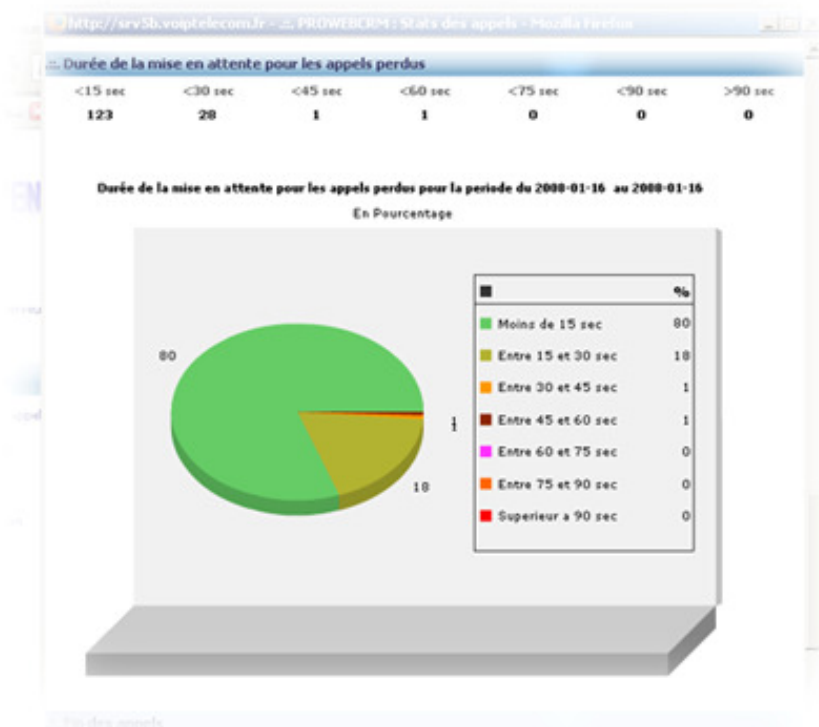 http://srv5b.voiptelecom.fr - .::. PROWEBCRM : Stats des appels - Mozilla Firefox
.::. Durée de la mise en attente pour les appels perdus
<15 sec <30 sec <45 sec <60 sec <75 sec <90 sec >90 sec
123 28 1 1 0 0 0
Durée de la mise en attente pour les appels perdus pour la periode du 2008-01-16 au 2008-01-16
En Pourcentage
%
Moins de 15 sec 80
Entre 15 et 30 sec 18
Entre 30 et 45 sec 1
Entre 45 et 60 sec 1
Entre 60 et 75 sec 0
Entre 75 et 90 sec 0
Superieur a 90 sec 0
80
1
1
18
des appels